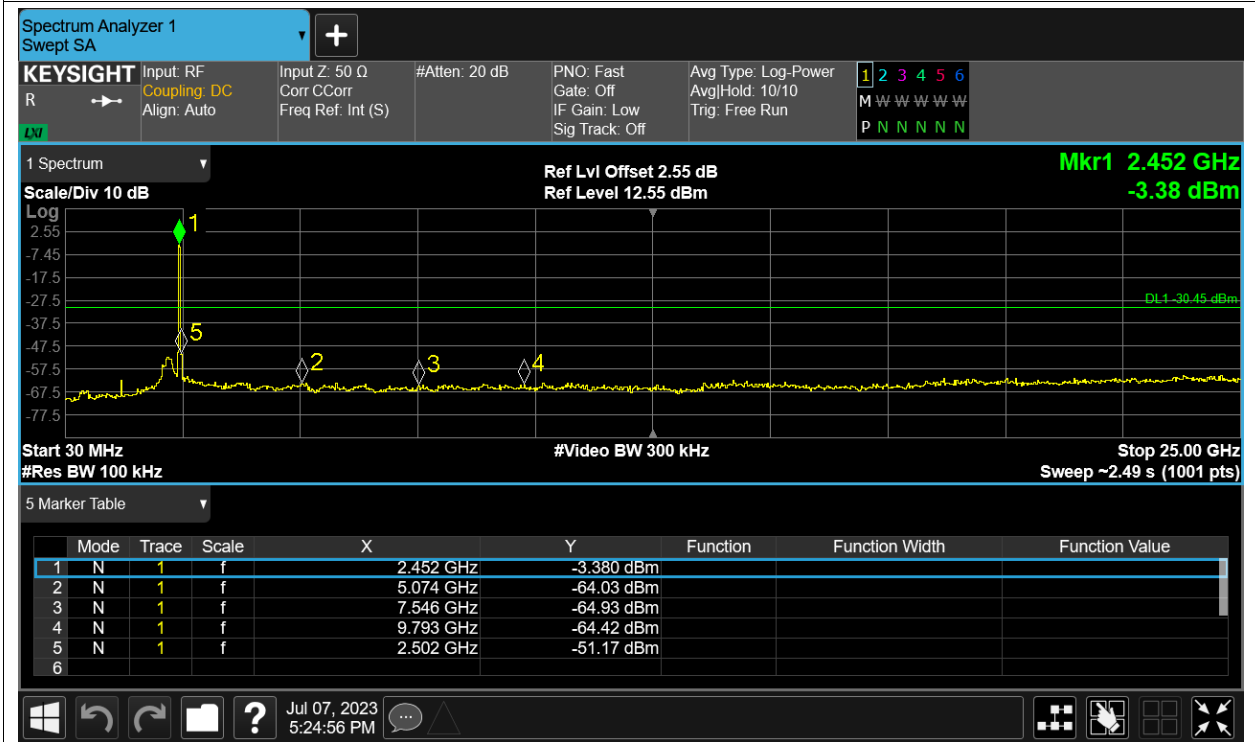 Spectrum Analyzer 1
Swept SA
KEYSIGHT
R
LXI
Input: RF
Coupling: DC
Align: Auto
Input Z: 50 Ω
Corr CCorr
Freq Ref: Int (S)
#Atten: 20 dB
PNO: Fast
Gate: Off
IF Gain: Low
Sig Track: Off
Avg Type: Log-Power
Avg|Hold: 10/10
Trig: Free Run
1 2 3 4 5 6
M W W W W W
P N N N N N
1 Spectrum
Scale/Div 10 dB
Ref Lvl Offset 2.55 dB
Ref Level 12.55 dBm
Mkr1 2.452 GHz
-3.38 dBm
Log
2.55
-7.45
-17.5
-27.5
-37.5
-47.5
-57.5
-67.5
-77.5
1
5
2
3
4
DL1 -30.45 dBm
Start 30 MHz
#Res BW 100 kHz
#Video BW 300 kHz
Stop 25.00 GHz
Sweep ~2.49 s (1001 pts)
5 Marker Table
Mode Trace Scale X Y Function Function Width Function Value
1 N 1 f 2.452 GHz -3.380 dBm
2 N 1 f 5.074 GHz -64.03 dBm
3 N 1 f 7.546 GHz -64.93 dBm
4 N 1 f 9.793 GHz -64.42 dBm
5 N 1 f 2.502 GHz -51.17 dBm
6
?
Jul 07, 2023
5:24:56 PM